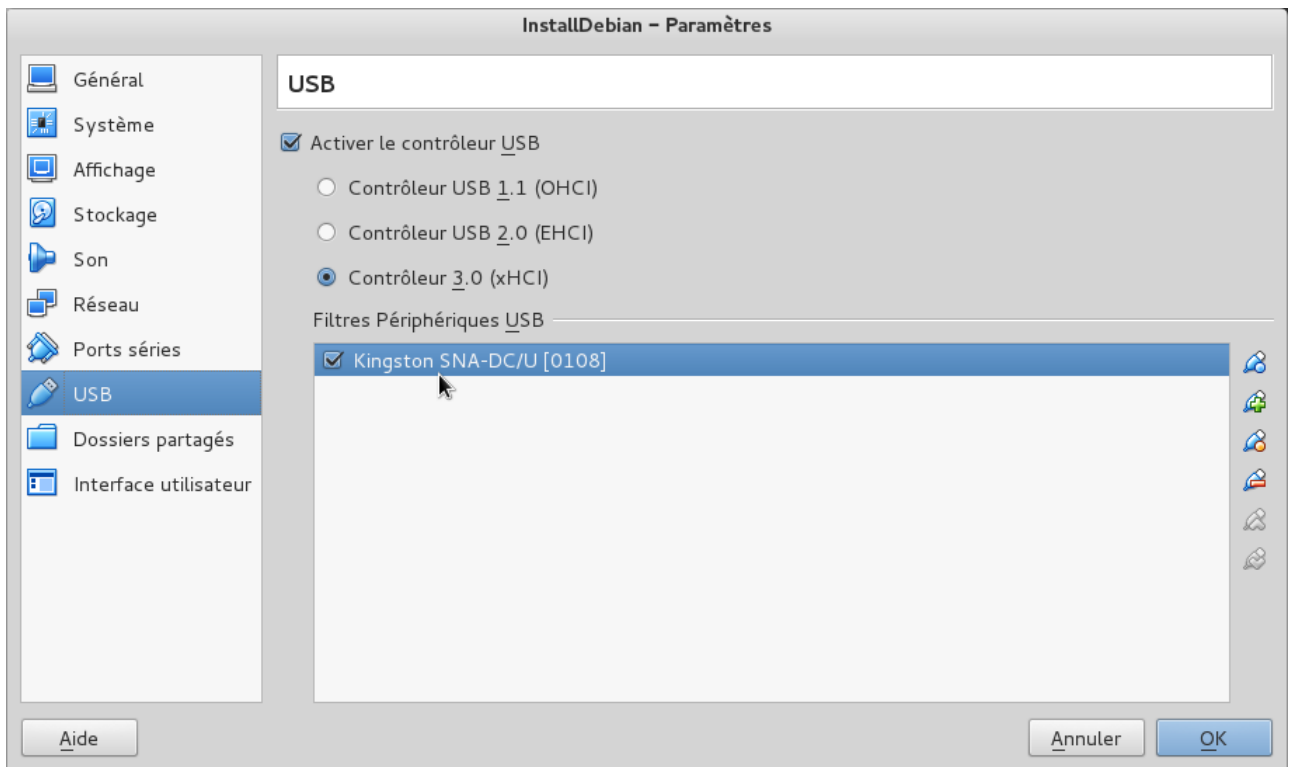 InstallDebian – Paramètres
Général
Système
Affichage
Stockage
Son
Réseau
Ports séries
USB
Dossiers partagés
Interface utilisateur
USB
Activer le contrôleur USB
Contrôleur USB 1.1 (OHCI)
Contrôleur USB 2.0 (EHCI)
Contrôleur 3.0 (xHCI)
Filtres Périphériques USB
Kingston SNA-DC/U [0108]
Aide
Annuler
OK